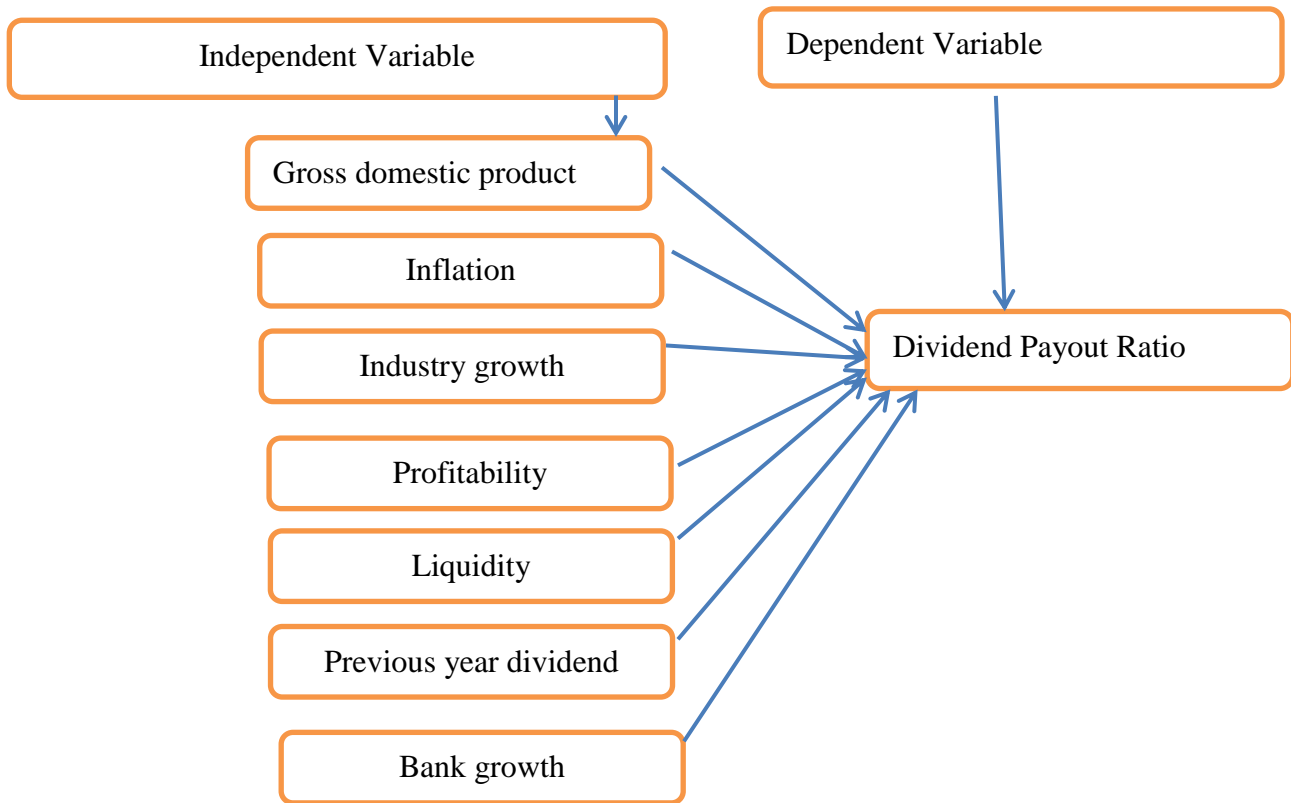 Independent Variable
Dependent Variable
Gross domestic product
Inflation
Industry growth
Dividend Payout Ratio
Profitability
Liquidity
Previous year dividend
Bank growth